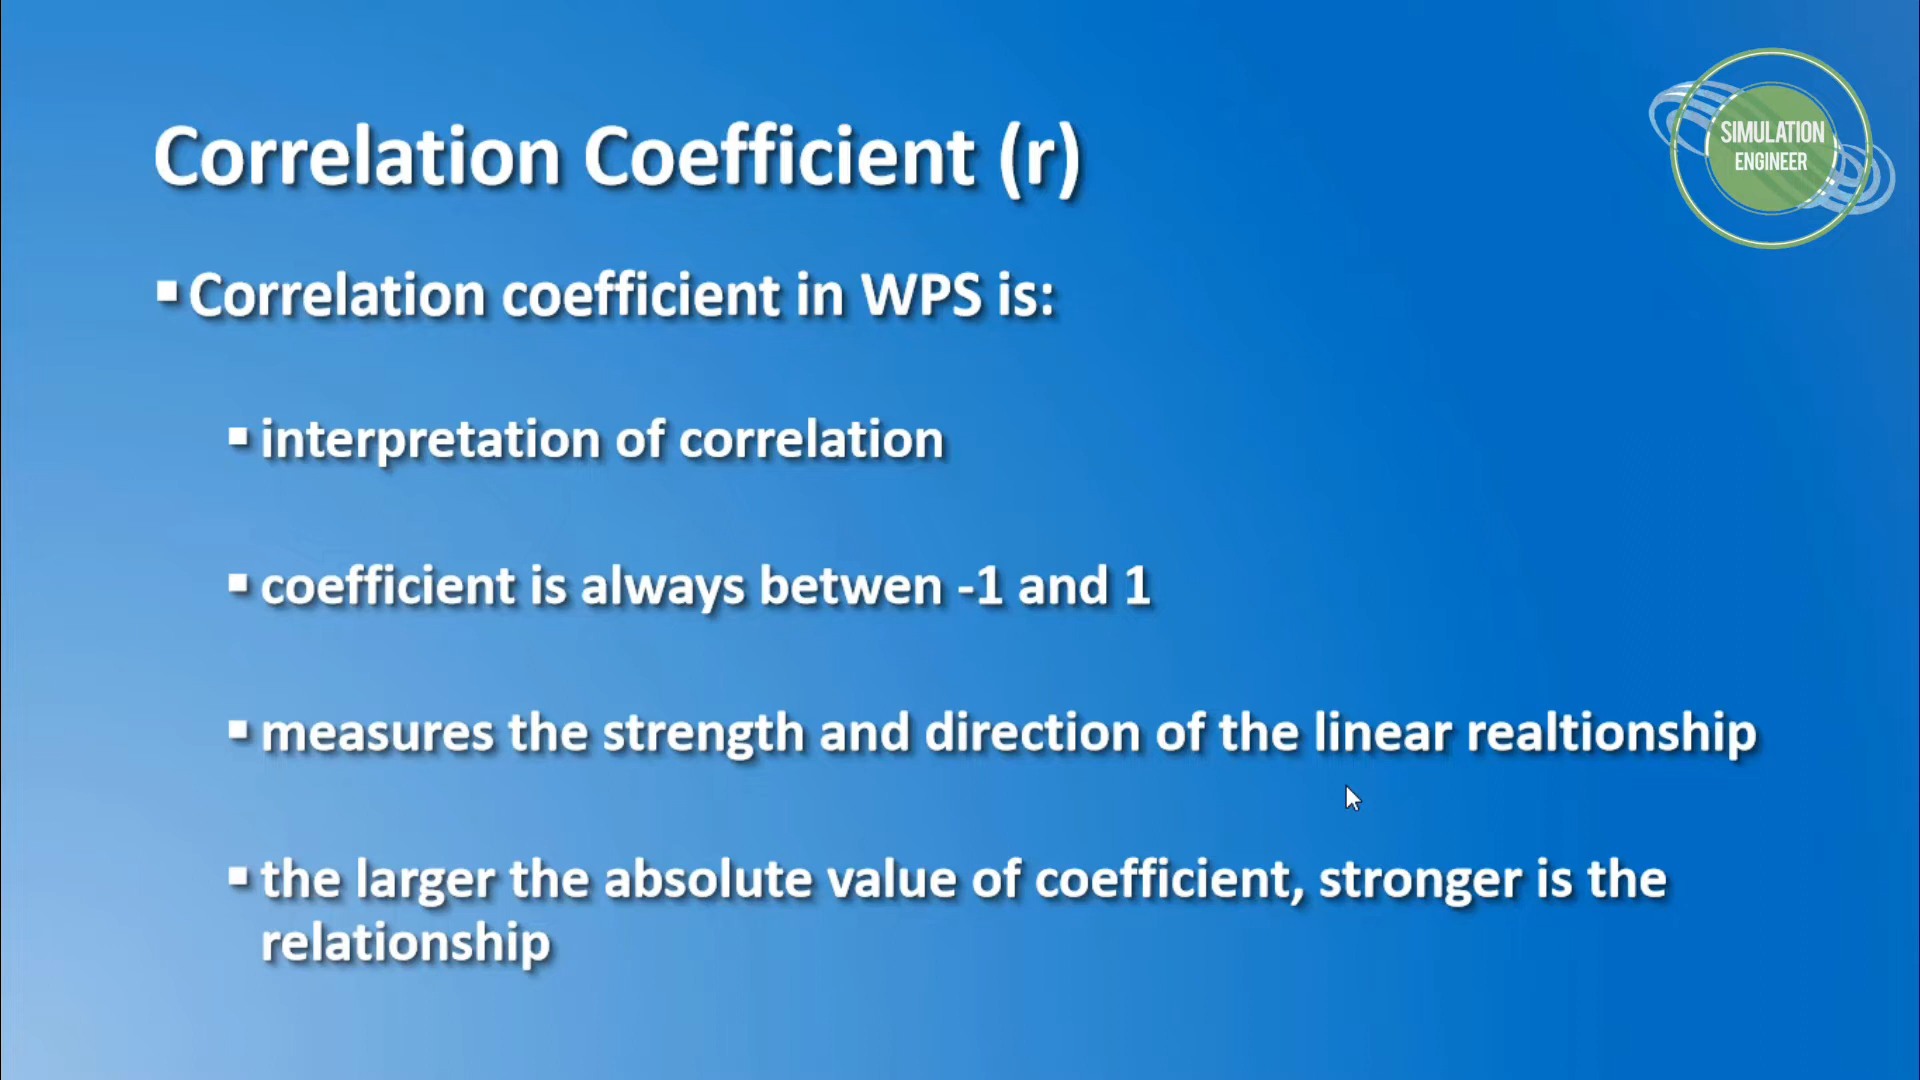 SIMULATION
ENGINEER
Correlation Coefficient (r)
▪ Correlation coefficient in WPS is:
▪ interpretation of correlation
▪ coefficient is always betwen -1 and 1
▪ measures the strength and direction of the linear realtionship
▪ the larger the absolute value of coefficient, stronger is the
relationship